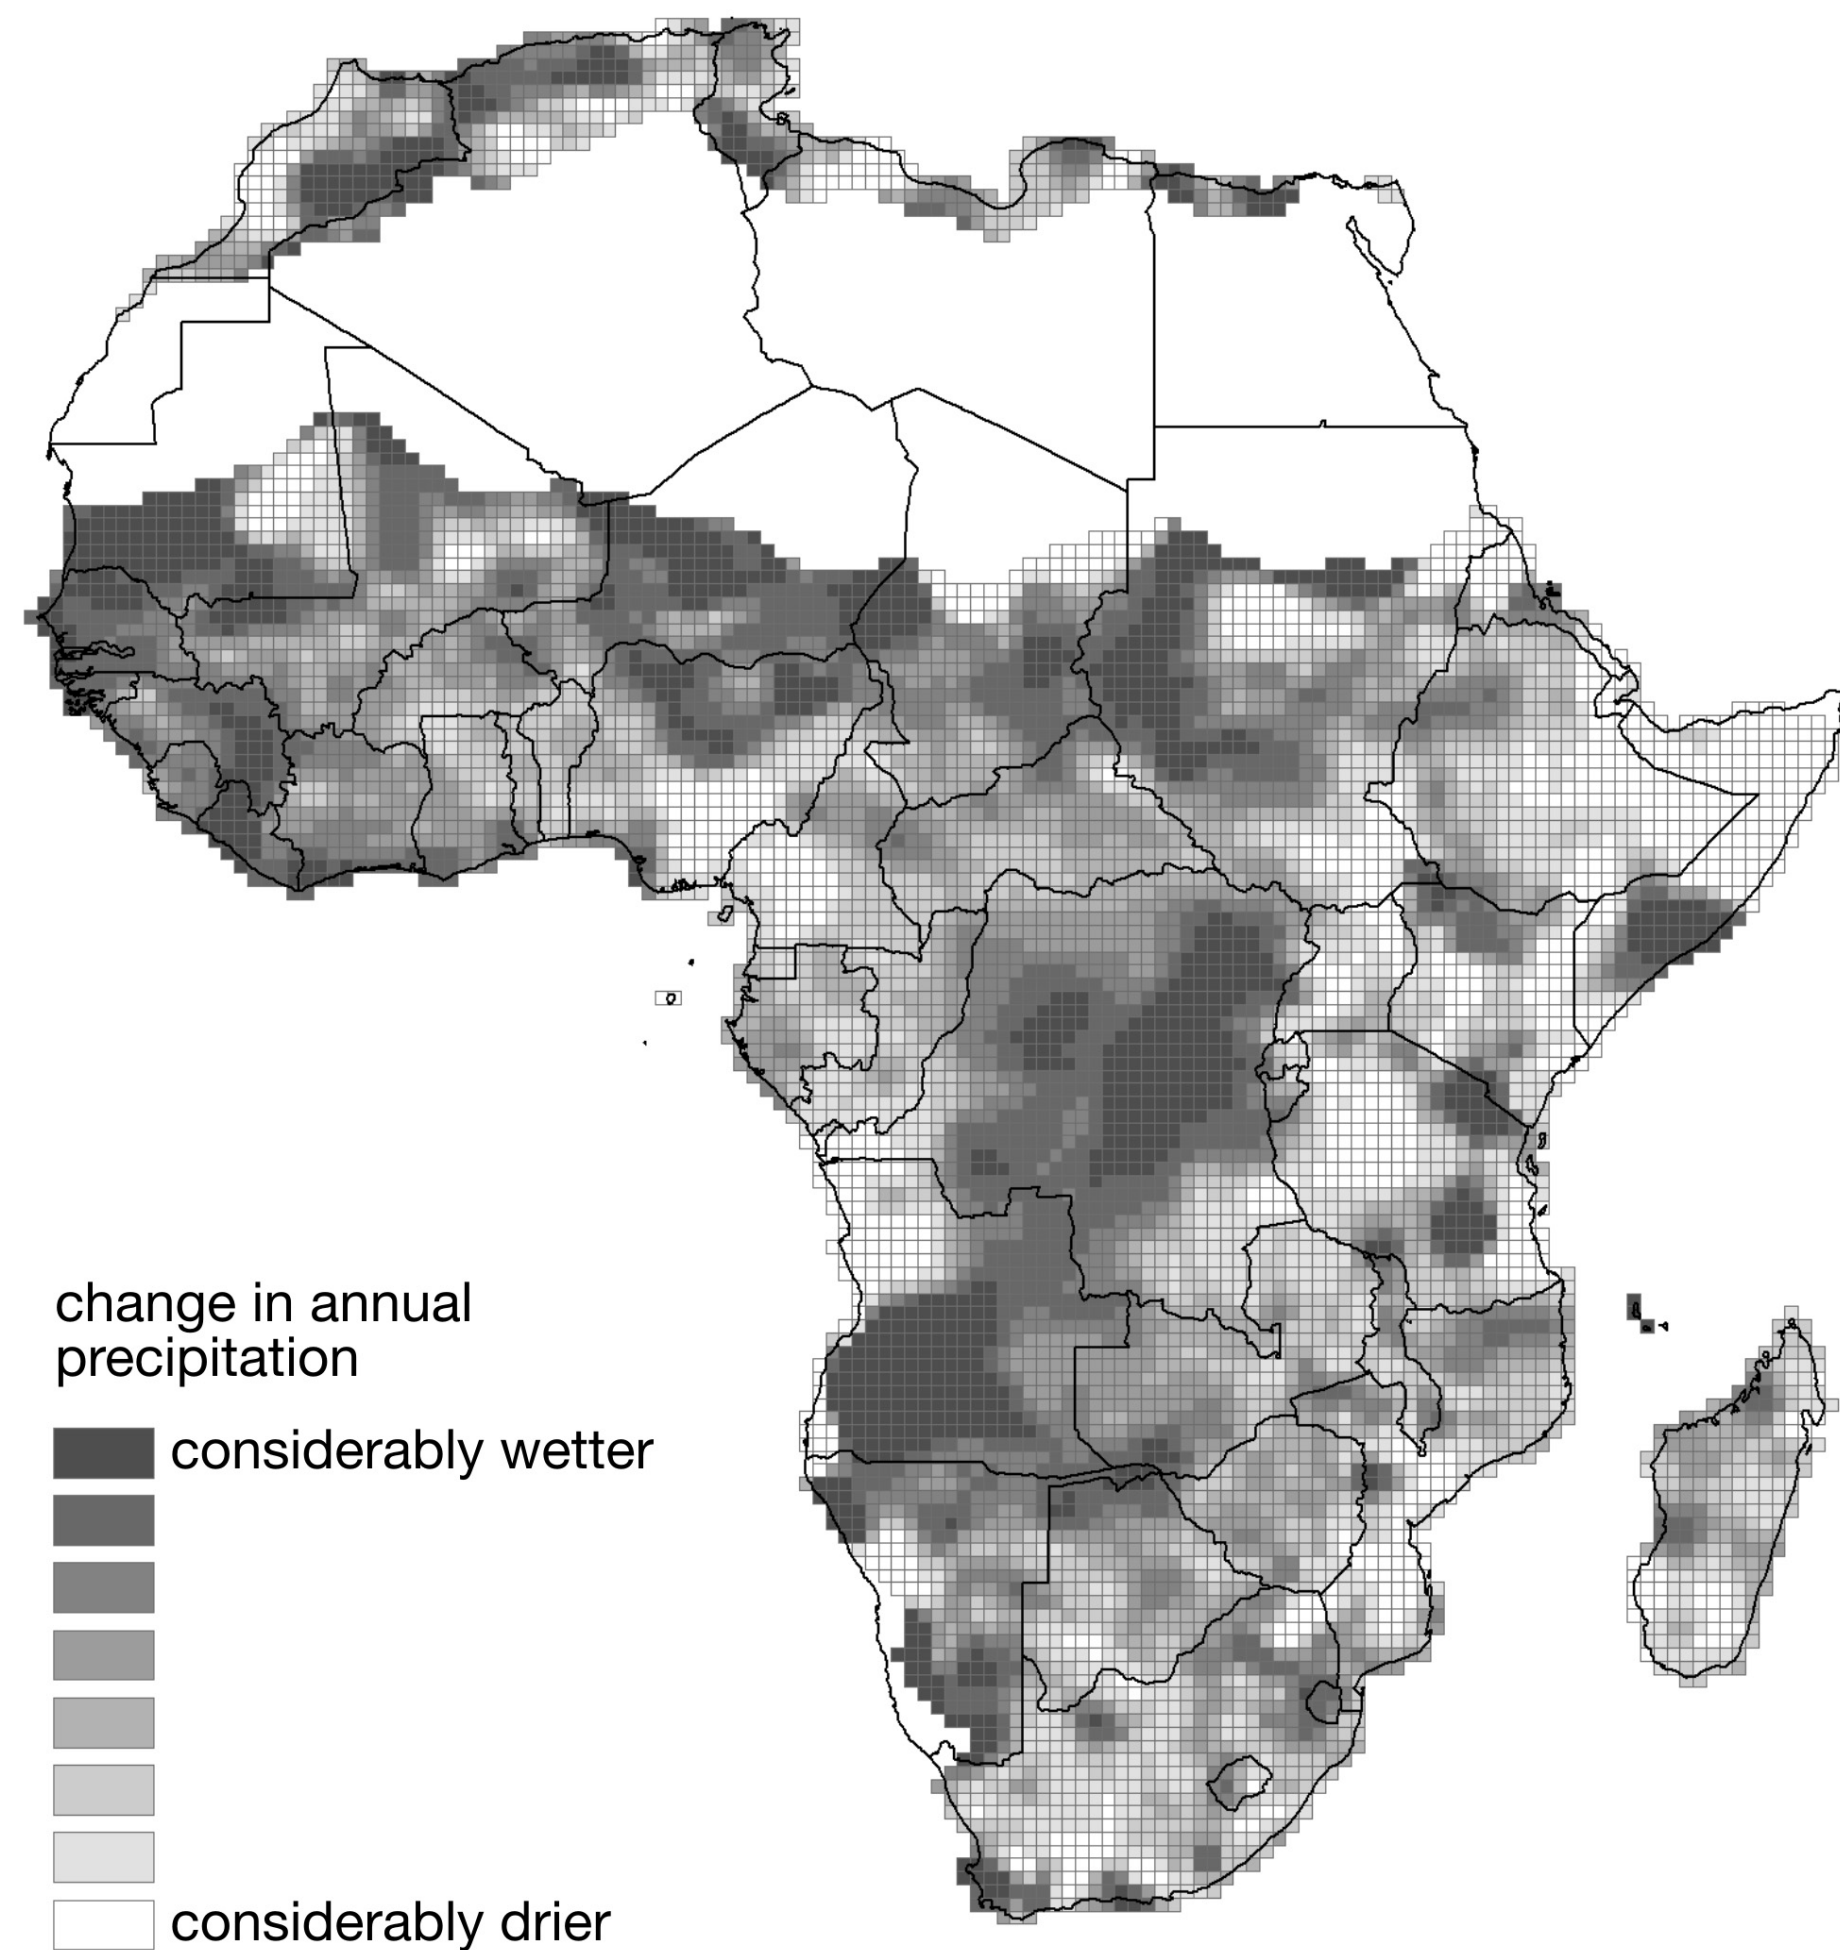 change in annual
precipitation
considerably wetter
considerably drier